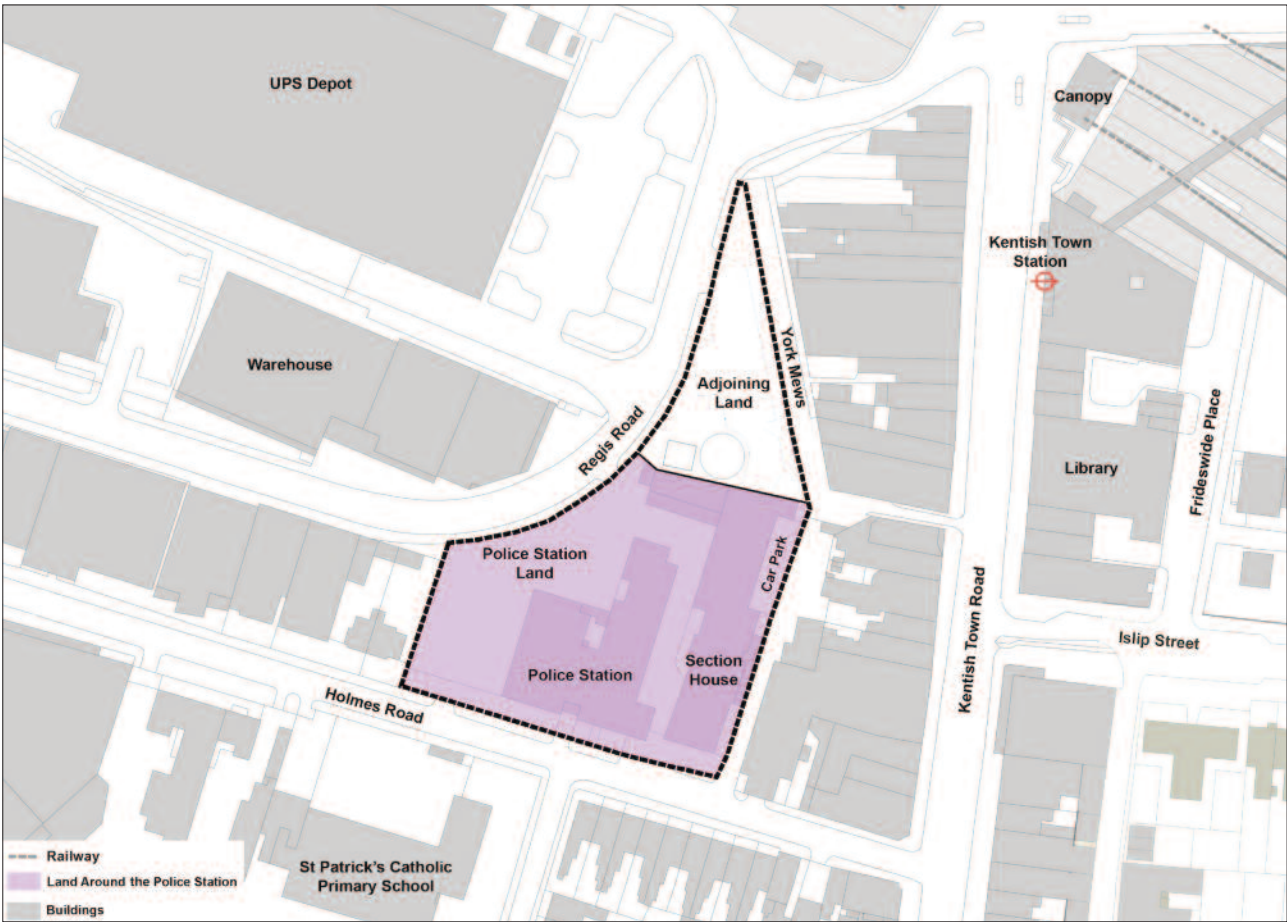 UPS Depot
Canopy
Kentish Town
Station
York Mews
Warehouse
Adjoining
Land
Regis Road
Library
Frideswide Place
Police Station
Land
Car Park
Kentish Town Road
Islip Street
Police Station
Section
House
Holmes Road
St Patrick's Catholic
Primary School
Railway
Land Around the Police Station
Buildings